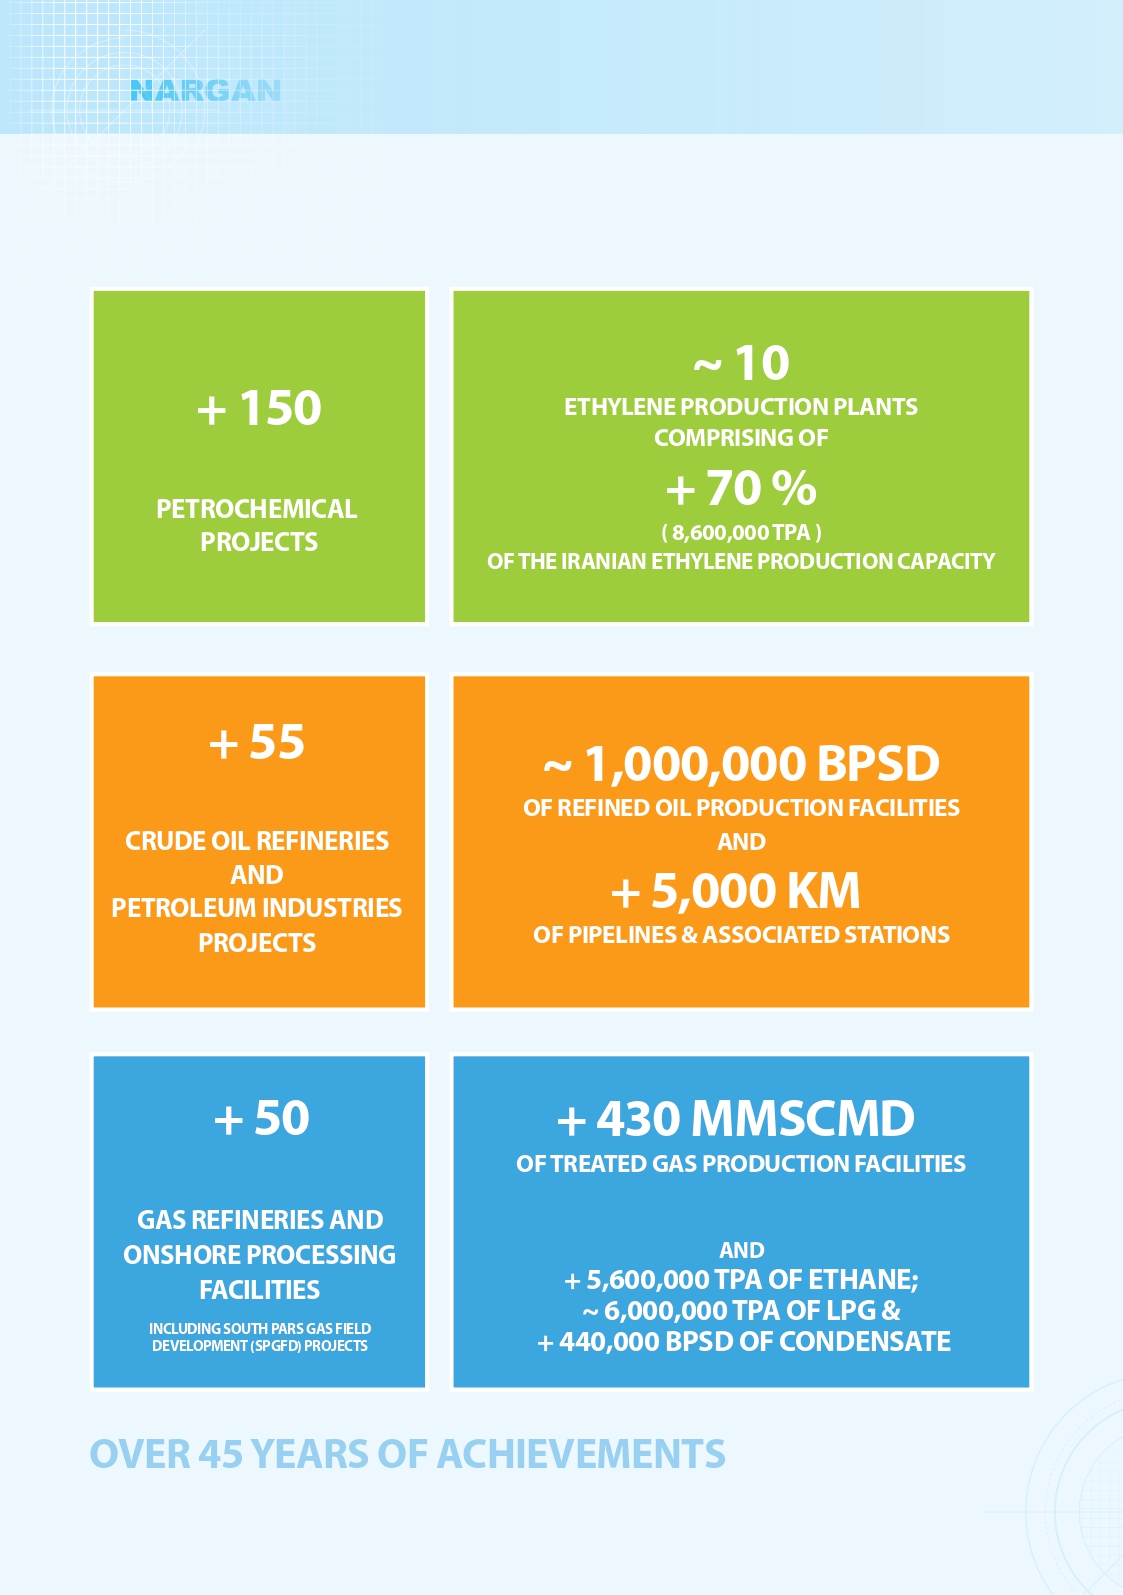 NARGAN
+ 150
PETROCHEMICAL
PROJECTS
~ 10
ETHYLENE PRODUCTION PLANTS
COMPRISING OF
+ 70 %
( 8,600,000 TPA )
OF THE IRANIAN ETHYLENE PRODUCTION CAPACITY
+ 55
CRUDE OIL REFINERIES
AND
PETROLEUM INDUSTRIES
PROJECTS
~ 1,000,000 BPSD
OF REFINED OIL PRODUCTION FACILITIES
AND
+ 5,000 KM
OF PIPELINES & ASSOCIATED STATIONS
+ 50
GAS REFINERIES AND
ONSHORE PROCESSING
FACILITIES
INCLUDING SOUTH PARS GAS FIELD
DEVELOPMENT (SPGFD) PROJECTS
+ 430 MMSCMD
OF TREATED GAS PRODUCTION FACILITIES
AND
+ 5,600,000 TPA OF ETHANE;
~ 6,000,000 TPA OF LPG &
+ 440,000 BPSD OF CONDENSATE
OVER 45 YEARS OF ACHIEVEMENTS